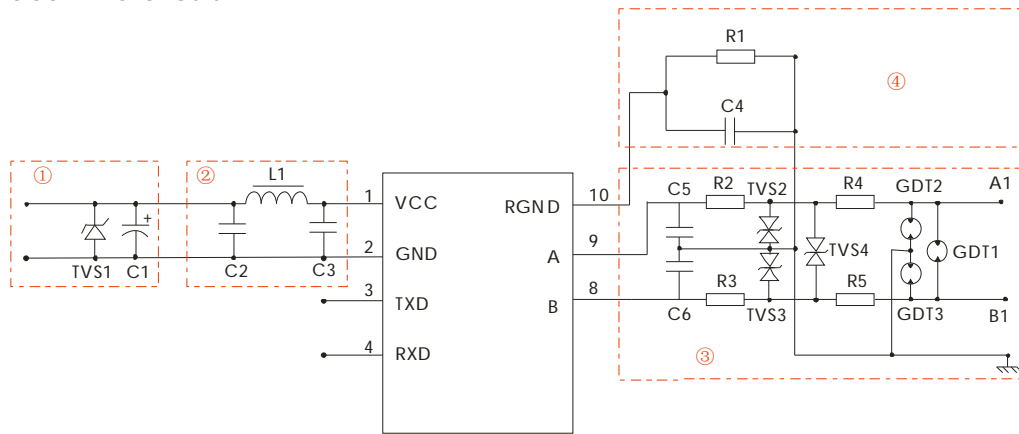 R1
④
C4
①
②
L1
1
VCC
RGND
10
C5
R2
TVS2
R4
GDT2
A1
+
9
A
2
GND
TVS4
GDT1
TVS1
C1
C2
C3
3
TXD
B
8
C6
R3
TVS3
R5
GDT3
B1
4
RXD
③